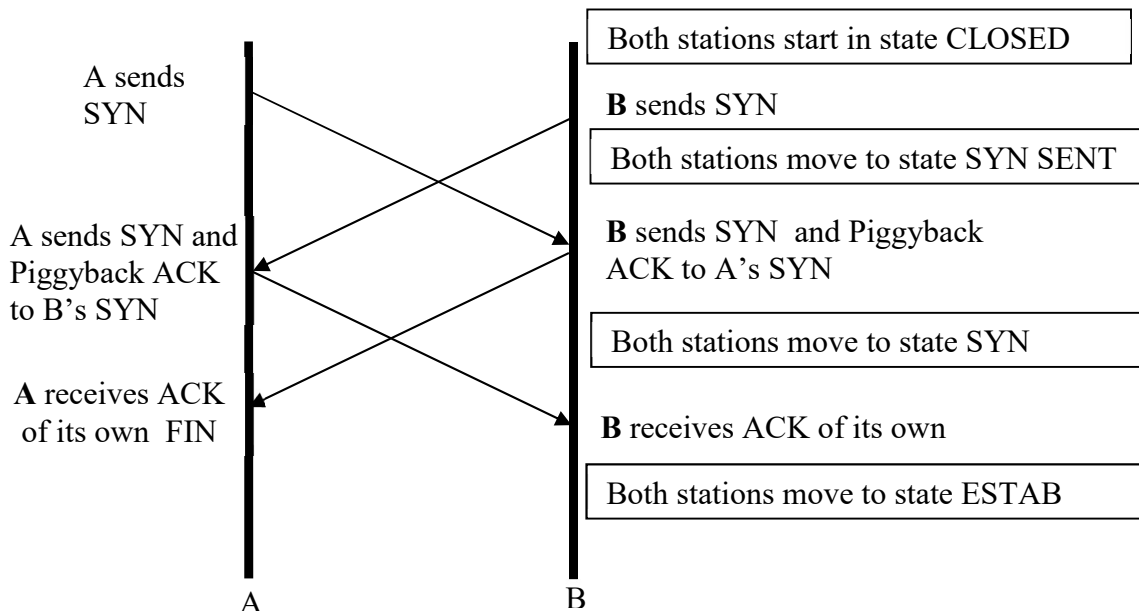 Both stations start in state CLOSED
A sends
SYN
B sends SYN
Both stations move to state SYN SENT
A sends SYN and
Piggyback ACK
to B’s SYN
B sends SYN and Piggyback
ACK to A’s SYN
Both stations move to state SYN
A receives ACK
of its own FIN
B receives ACK of its own
Both stations move to state ESTAB
A
B